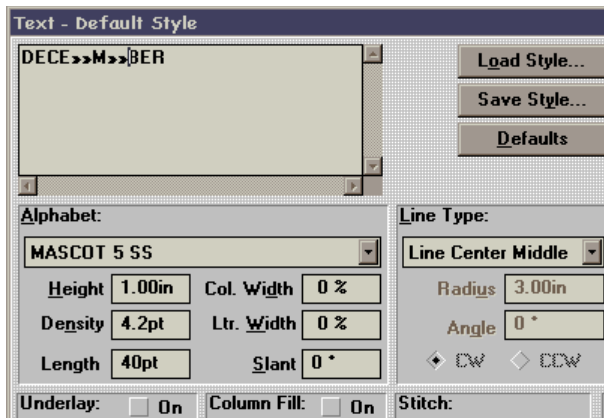 Text - Default Style
DECE»M»BER
Load Style...
Save Style...
Defaults
Alphabet:
MASCOT 5 SS
Height 1.00in Col. Width 0 %
Density 4.2pt Ltr. Width 0 %
Length 40pt Slant 0 °
Line Type:
Line Center Middle
Radius 3.00in
Angle 0 °
CW CCW
Underlay: On Column Fill: On Stitch: